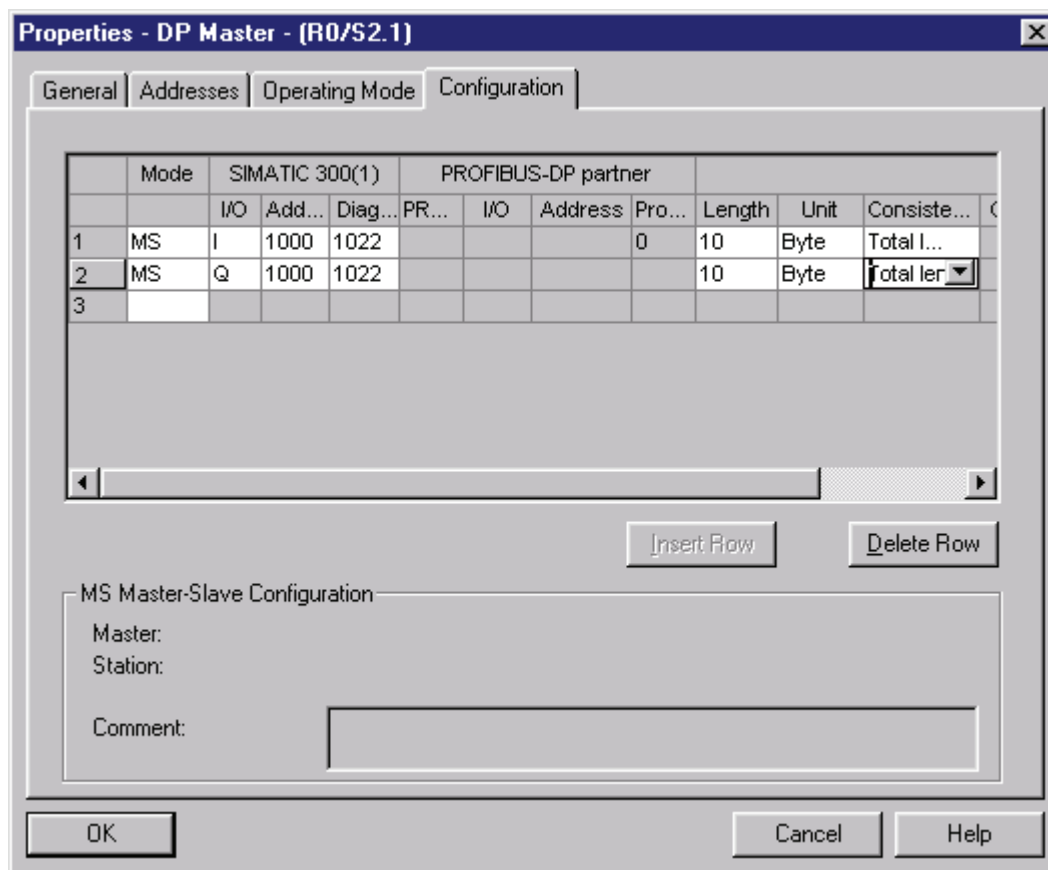 Properties - DP Master - (R0/S2.1)
General Addresses Operating Mode Configuration
Mode SIMATIC 300(1) PROFIBUS-DP partner
I/O Add... Diag... PR... I/O Address Pro... Length Unit Consiste...
1 MS I 1000 1022 0 10 Byte Total l...
2 MS Q 1000 1022 10 Byte Total len
3
Insert Row Delete Row
MS Master-Slave Configuration
Master:
Station:
Comment:
OK Cancel Help